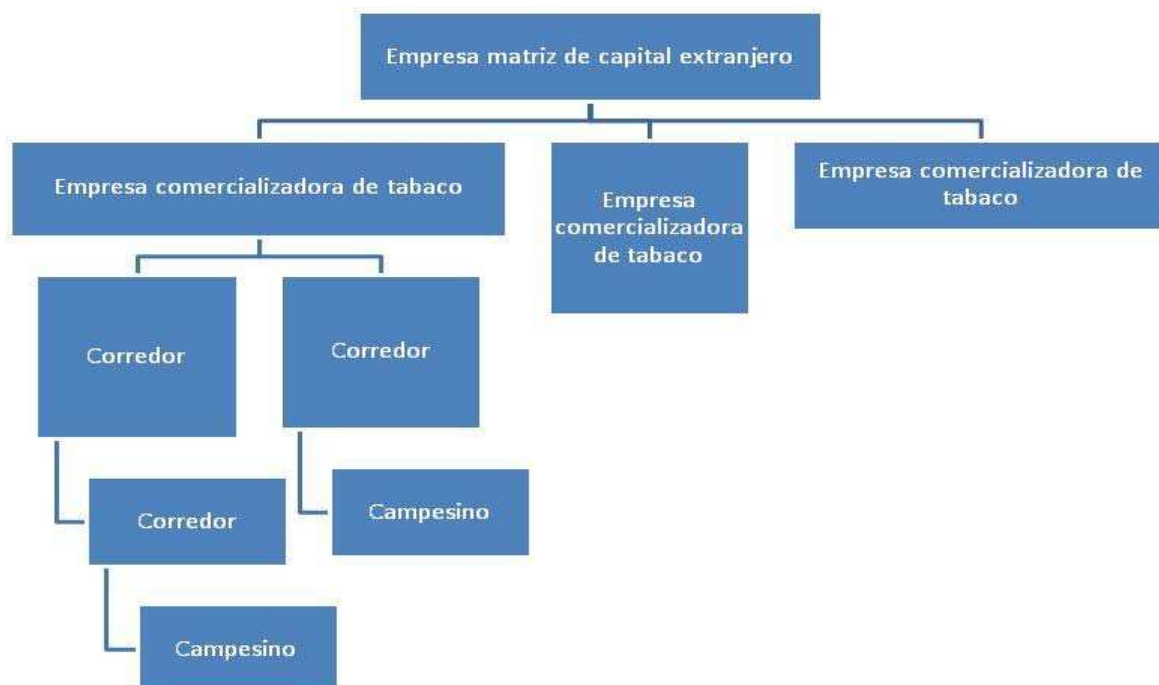 Empresa matriz de capital extranjero
Empresa comercializadora de tabaco
Empresa
comercializadora
de tabaco
Empresa comercializadora de
tabaco
Corredor
Corredor
Corredor
Campesino
Campesino